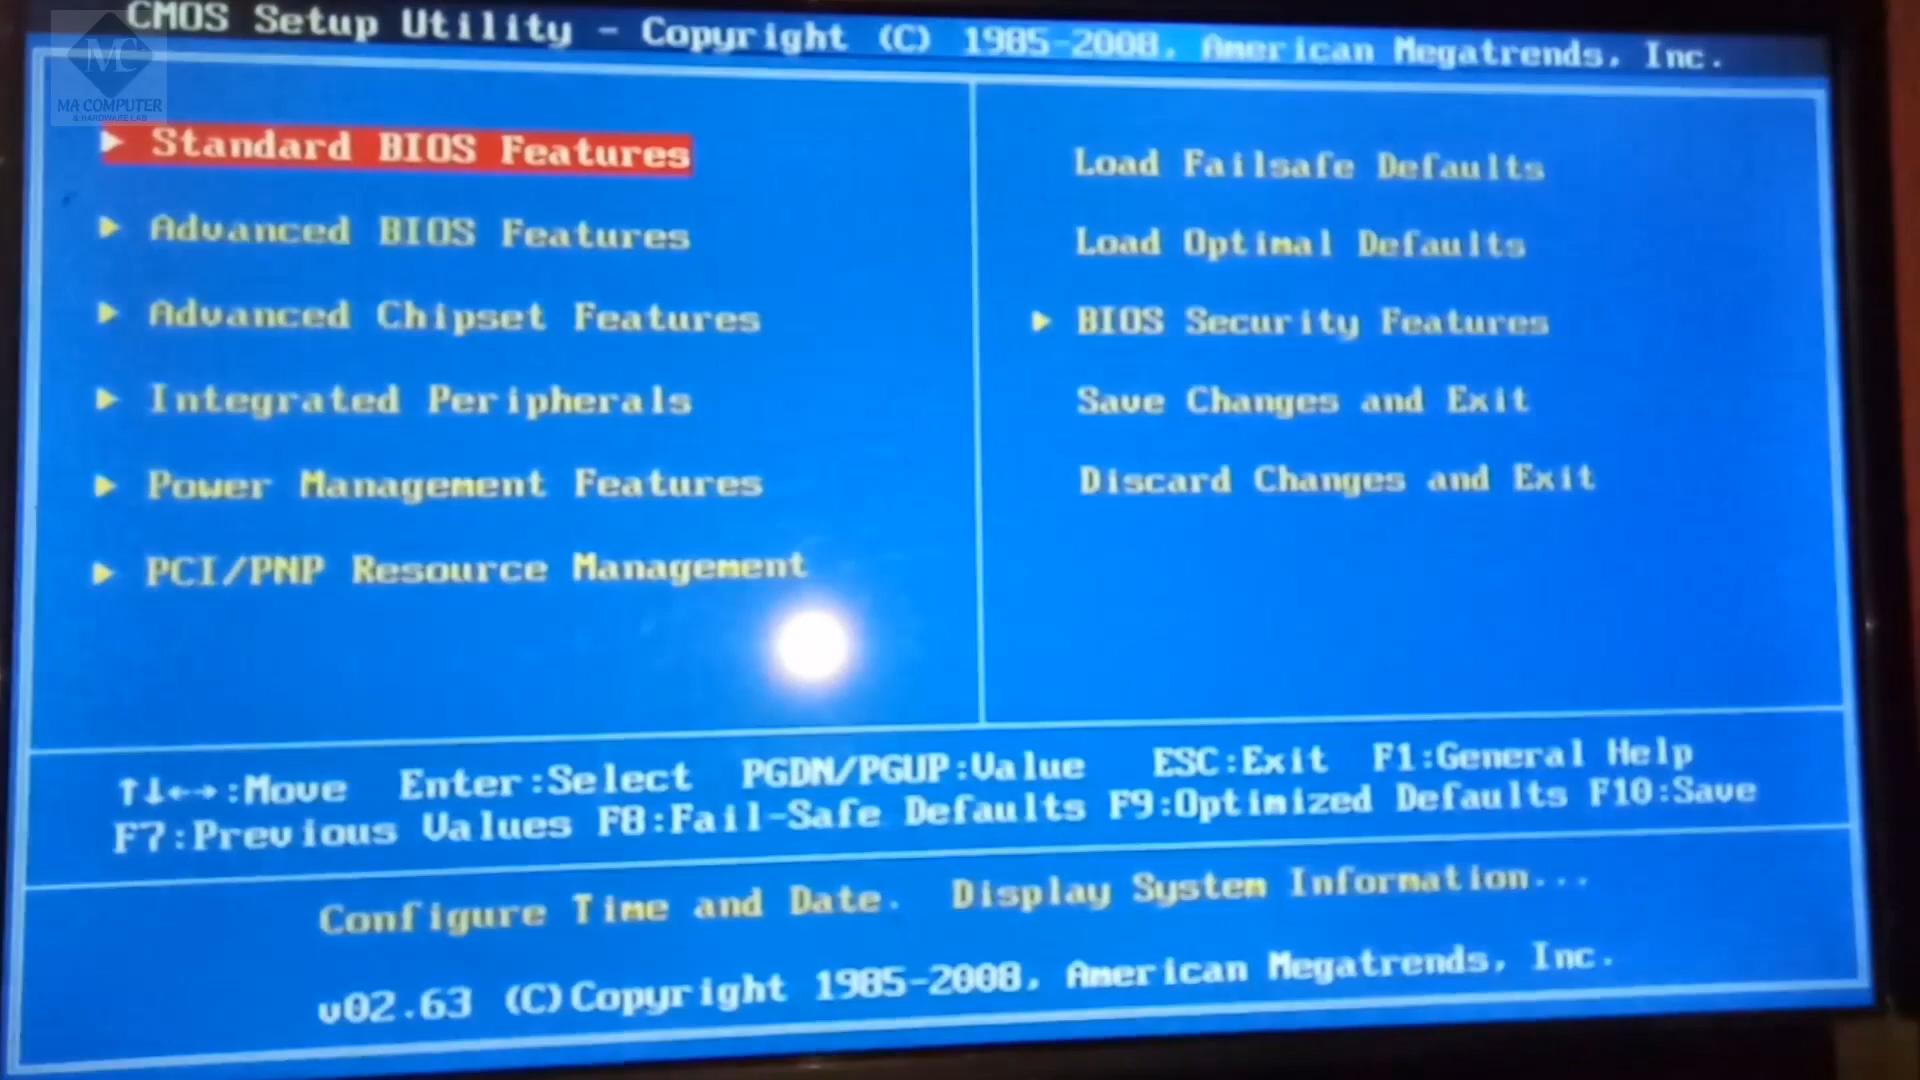 CMOS Setup Utility - Copyright (C) 1985-2008, American Megatrends, Inc.
MC
MA COMPUTER
& HARDWARE LAB
Standard BIOS Features
Advanced BIOS Features
Advanced Chipset Features
Integrated Peripherals
Power Management Features
PCI/PNP Resource Management
Load Failsafe Defaults
Load Optimal Defaults
BIOS Security Features
Save Changes and Exit
Discard Changes and Exit
↑↓←→:Move Enter:Select PGDN/PGUP:Value ESC:Exit F1:General Help
F7:Previous Values F8:Fail-Safe Defaults F9:Optimized Defaults F10:Save
Configure Time and Date. Display System Information...
v02.63 (C)Copyright 1985-2008, American Megatrends, Inc.